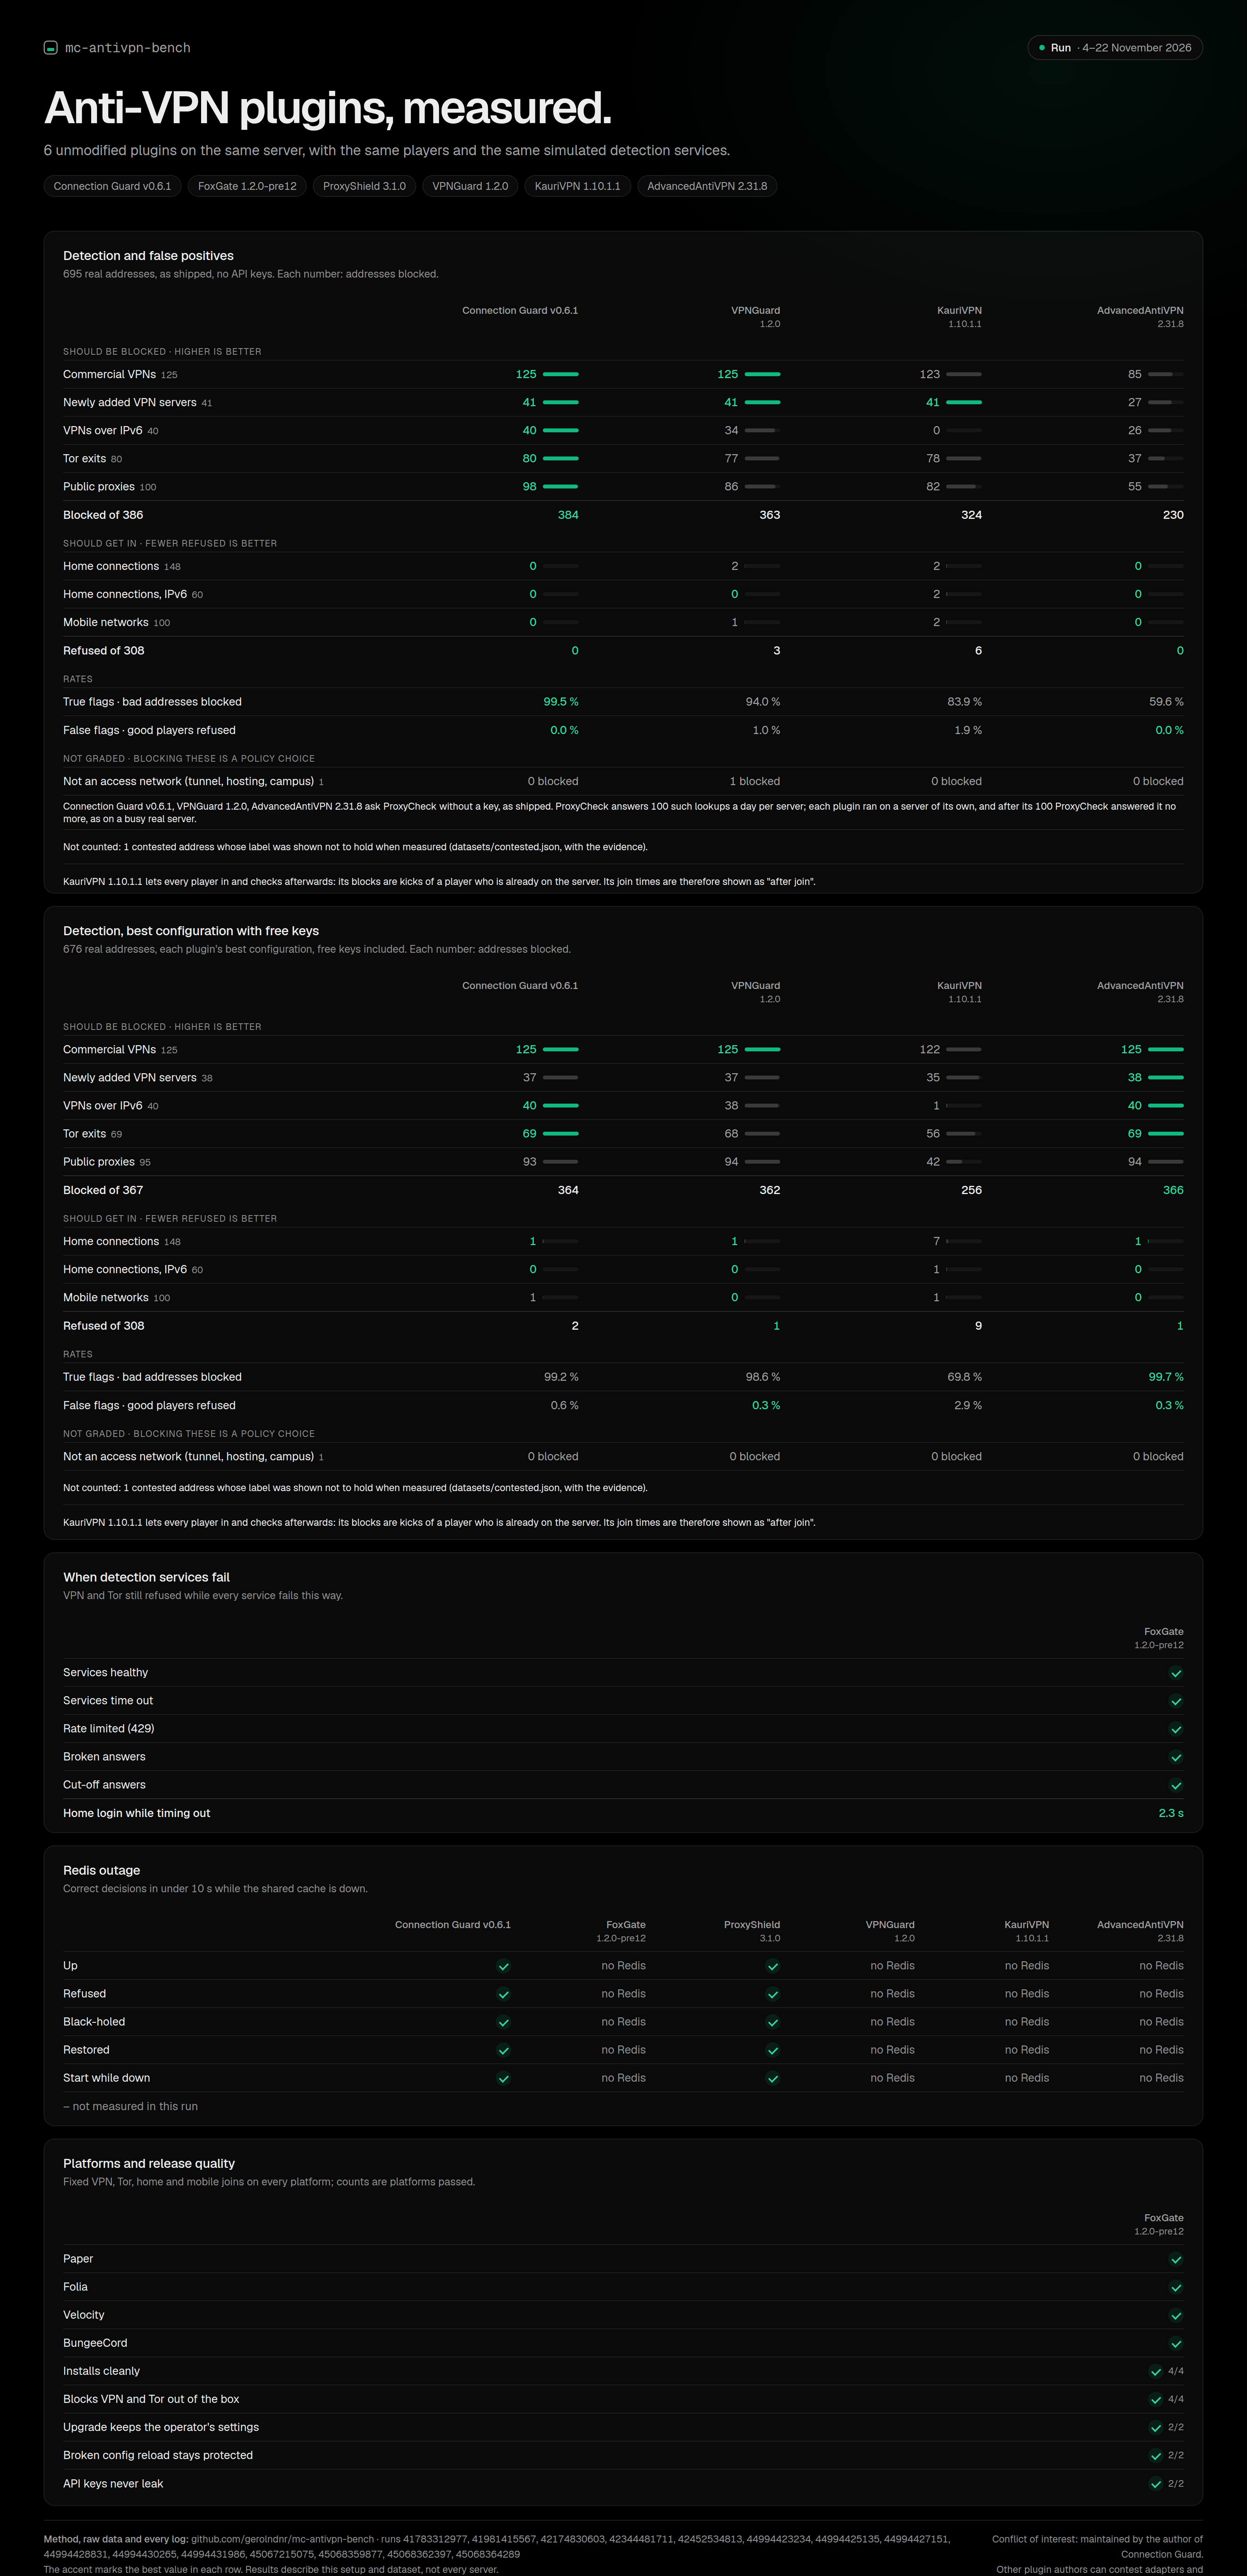 mc-antivpn-bench
Run · 4–22 November 2026
Anti-VPN plugins, measured.
6 unmodified plugins on the same server, with the same players and the same simulated detection services.
Connection Guard v0.6.1 FoxGate 1.2.0-pre12 ProxyShield 3.1.0 VPNGuard 1.2.0 KauriVPN 1.10.1.1 AdvancedAntiVPN 2.31.8
Detection and false positives
695 real addresses, as shipped, no API keys. Each number: addresses blocked.
Connection Guard v0.6.1 VPNGuard KauriVPN AdvancedAntiVPN
1.2.0 1.10.1.1 2.31.8
SHOULD BE BLOCKED · HIGHER IS BETTER
Commercial VPNs 125 125 125 123 85
Newly added VPN servers 41 41 41 41 27
VPNs over IPv6 40 40 34 0 26
Tor exits 80 80 77 78 37
Public proxies 100 98 86 82 55
Blocked of 386 384 363 324 230
SHOULD GET IN · FEWER REFUSED IS BETTER
Home connections 148 0 2 2 0
Home connections, IPv6 60 0 0 2 0
Mobile networks 100 0 1 2 0
Refused of 308 0 3 6 0
RATES
True flags · bad addresses blocked 99.5 % 94.0 % 83.9 % 59.6 %
False flags · good players refused 0.0 % 1.0 % 1.9 % 0.0 %
NOT GRADED · BLOCKING THESE IS A POLICY CHOICE
Not an access network (tunnel, hosting, campus) 1 0 blocked 1 blocked 0 blocked 0 blocked
Connection Guard v0.6.1, VPNGuard 1.2.0, AdvancedAntiVPN 2.31.8 ask ProxyCheck without a key, as shipped. ProxyCheck answers 100 such lookups a day per server; each plugin ran on a server of its own, and after its 100 ProxyCheck answered it no
more, as on a busy real server.
Not counted: 1 contested address whose label was shown not to hold when measured (datasets/contested.json, with the evidence).
KauriVPN 1.10.1.1 lets every player in and checks afterwards: its blocks are kicks of a player who is already on the server. Its join times are therefore shown as "after join".
Detection, best configuration with free keys
676 real addresses, each plugin's best configuration, free keys included. Each number: addresses blocked.
Connection Guard v0.6.1 VPNGuard KauriVPN AdvancedAntiVPN
1.2.0 1.10.1.1 2.31.8
SHOULD BE BLOCKED · HIGHER IS BETTER
Commercial VPNs 125 125 125 122 125
Newly added VPN servers 38 37 37 35 38
VPNs over IPv6 40 40 38 1 40
Tor exits 69 69 68 56 69
Public proxies 95 93 94 42 94
Blocked of 367 364 362 256 366
SHOULD GET IN · FEWER REFUSED IS BETTER
Home connections 148 1 1 7 1
Home connections, IPv6 60 0 0 1 0
Mobile networks 100 1 0 1 0
Refused of 308 2 1 9 1
RATES
True flags · bad addresses blocked 99.2 % 98.6 % 69.8 % 99.7 %
False flags · good players refused 0.6 % 0.3 % 2.9 % 0.3 %
NOT GRADED · BLOCKING THESE IS A POLICY CHOICE
Not an access network (tunnel, hosting, campus) 1 0 blocked 0 blocked 0 blocked 0 blocked
Not counted: 1 contested address whose label was shown not to hold when measured (datasets/contested.json, with the evidence).
KauriVPN 1.10.1.1 lets every player in and checks afterwards: its blocks are kicks of a player who is already on the server. Its join times are therefore shown as "after join".
When detection services fail
VPN and Tor still refused while every service fails this way.
FoxGate
1.2.0-pre12
Services healthy
Services time out
Rate limited (429)
Broken answers
Cut-off answers
Home login while timing out 2.3 s
Redis outage
Correct decisions in under 10 s while the shared cache is down.
Connection Guard v0.6.1 FoxGate ProxyShield VPNGuard KauriVPN AdvancedAntiVPN
1.2.0-pre12 3.1.0 1.2.0 1.10.1.1 2.31.8
Up no Redis no Redis no Redis no Redis
Refused no Redis no Redis no Redis no Redis
Black-holed no Redis no Redis no Redis no Redis
Restored no Redis no Redis no Redis no Redis
Start while down no Redis no Redis no Redis no Redis
– not measured in this run
Platforms and release quality
Fixed VPN, Tor, home and mobile joins on every platform; counts are platforms passed.
FoxGate
1.2.0-pre12
Paper
Folia
Velocity
BungeeCord
Installs cleanly 4/4
Blocks VPN and Tor out of the box 4/4
Upgrade keeps the operator's settings 2/2
Broken config reload stays protected 2/2
API keys never leak 2/2
Method, raw data and every log: github.com/gerolndnr/mc-antivpn-bench · runs 41783312977, 41981415567, 42174830603, 42344481711, 42452534813, 44994423234, 44994425135, 44994427151,
44994428831, 44994430265, 44994431986, 45067215075, 45068359877, 45068362397, 45068364289
The accent marks the best value in each row. Results describe this setup and dataset, not every server.
Conflict of interest: maintained by the author of
Connection Guard.
Other plugin authors can contest adapters and